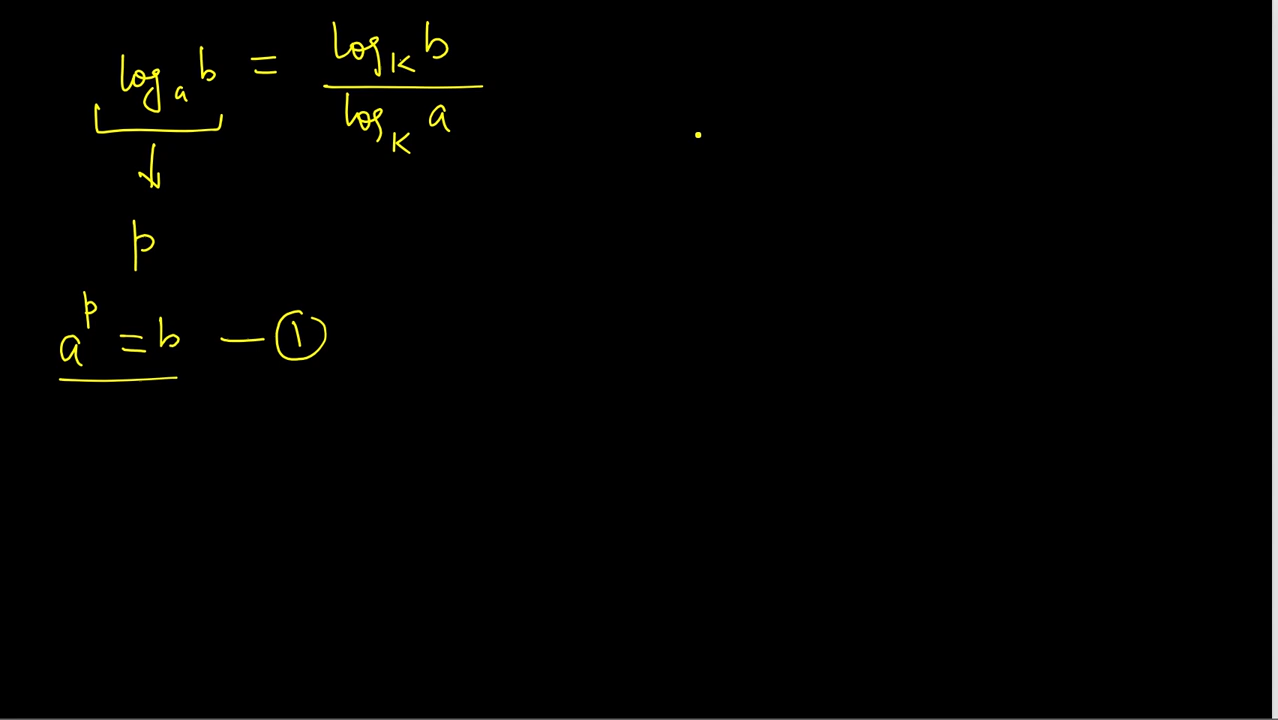 log_a b = log_K b / log_K a
p
a^p = b — ①